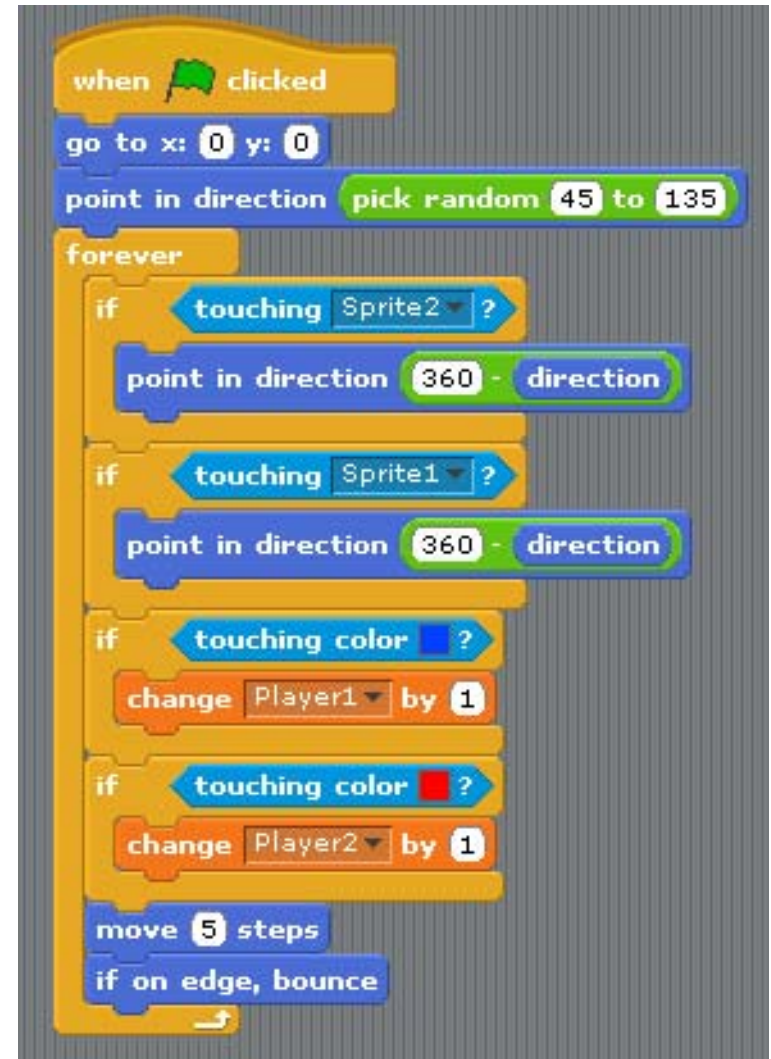 when clicked
go to x: 0 y: 0
point in direction pick random 45 to 135
forever
if touching Sprite2 ?
point in direction 360 - direction
if touching Sprite1 ?
point in direction 360 - direction
if touching color ?
change Player1 by 1
if touching color ?
change Player2 by 1
move 5 steps
if on edge, bounce